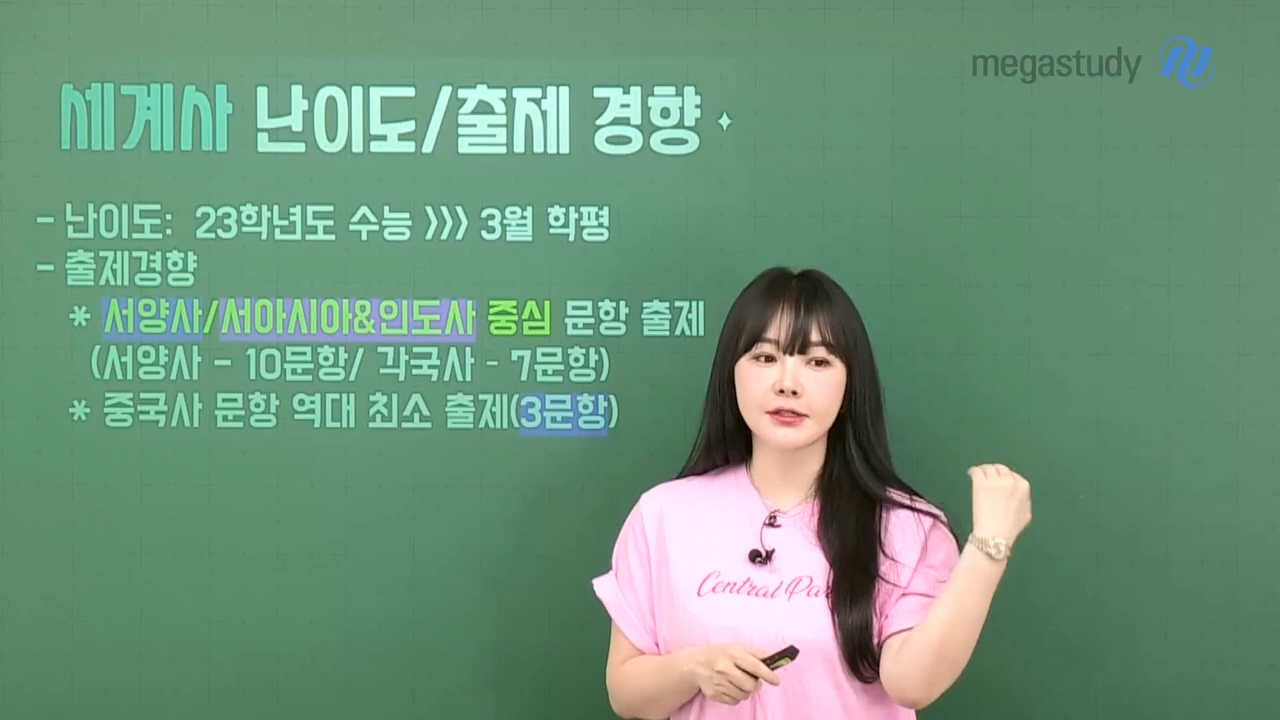 megastudy
세계사 난이도/출제 경향
- 난이도: 23학년도 수능 >>> 3월 학평
- 출제경향
* 서양사/서아시아&인도사 중심 문항 출제
(서양사 - 10문항/ 각국사 - 7문항)
* 중국사 문항 역대 최소 출제(3문항)
Central Par